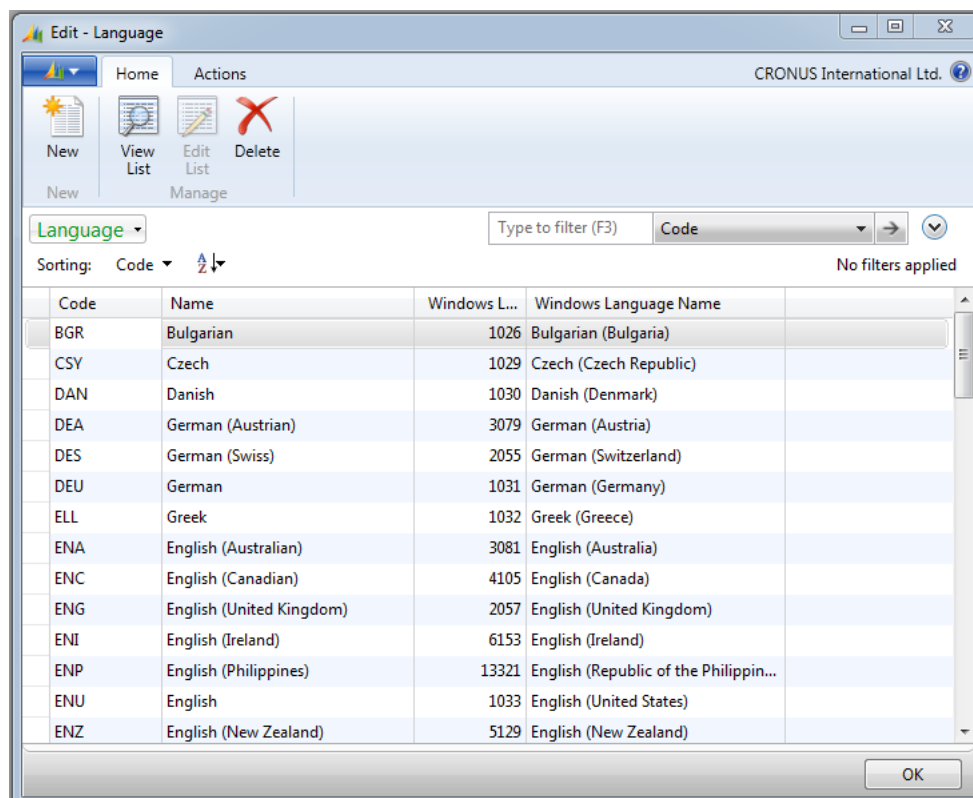 Edit - Language
Home Actions CRONUS International Ltd.
New View List Edit List Delete
New Manage
Language Type to filter (F3) Code
Sorting: Code A Z No filters applied
Code Name Windows L... Windows Language Name
BGR Bulgarian 1026 Bulgarian (Bulgaria)
CSY Czech 1029 Czech (Czech Republic)
DAN Danish 1030 Danish (Denmark)
DEA German (Austrian) 3079 German (Austria)
DES German (Swiss) 2055 German (Switzerland)
DEU German 1031 German (Germany)
ELL Greek 1032 Greek (Greece)
ENA English (Australian) 3081 English (Australia)
ENC English (Canadian) 4105 English (Canada)
ENG English (United Kingdom) 2057 English (United Kingdom)
ENI English (Ireland) 6153 English (Ireland)
ENP English (Philippines) 13321 English (Republic of the Philippin...
ENU English 1033 English (United States)
ENZ English (New Zealand) 5129 English (New Zealand)
OK